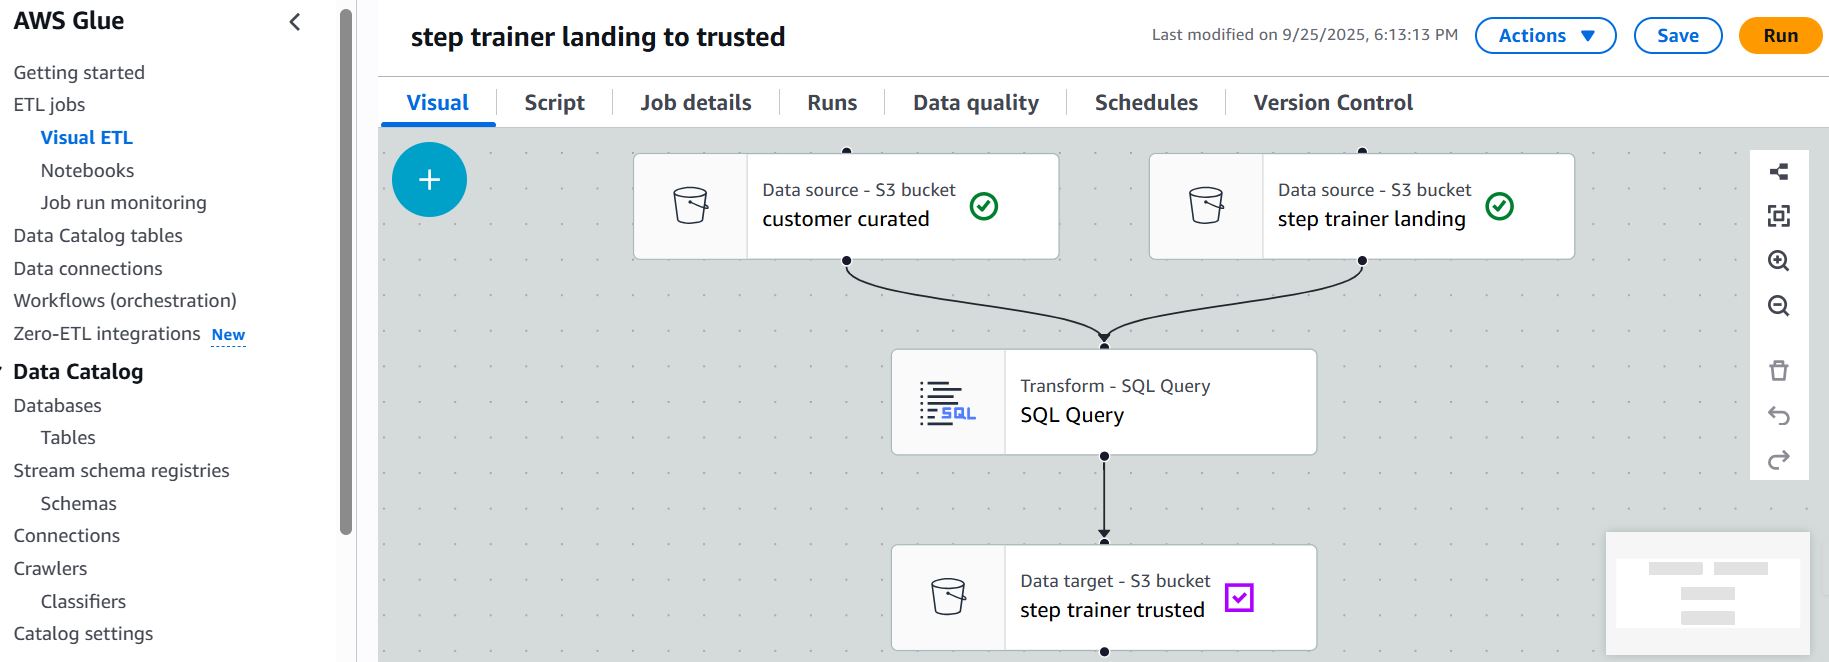 AWS Glue
Getting started
ETL jobs
Visual ETL
Notebooks
Job run monitoring
Data Catalog tables
Data connections
Workflows (orchestration)
Zero-ETL integrations New
Data Catalog
Databases
Tables
Stream schema registries
Schemas
Connections
Crawlers
Classifiers
Catalog settings
step trainer landing to trusted
Last modified on 9/25/2025, 6:13:13 PM
Actions
Save
Run
Visual
Script
Job details
Runs
Data quality
Schedules
Version Control
Data source - S3 bucket
customer curated
Data source - S3 bucket
step trainer landing
SQL
Transform - SQL Query
SQL Query
Data target - S3 bucket
step trainer trusted